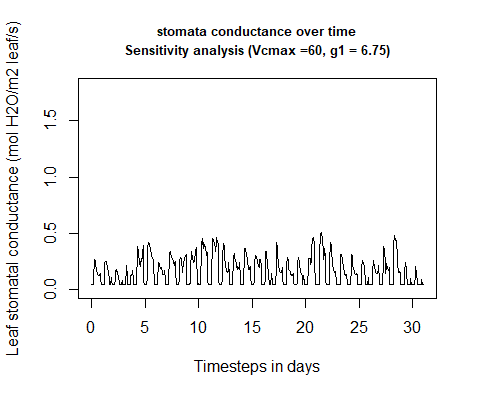 stomata conductance over time
Sensitivity analysis (Vcmax =60, g1 = 6.75)
Leaf stomatal conductance (mol H2O/m2 leaf/s)
1.5
1.0
0.5
0.0
0 5 10 15 20 25 30
Timesteps in days